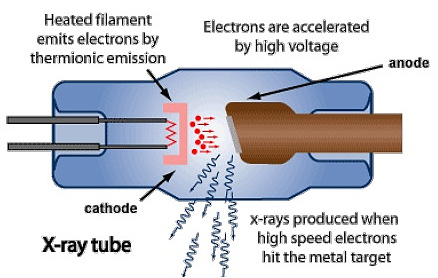 Heated filament
emits electrons by
thermionic emission
Electrons are accelerated
by high voltage
anode
cathode
X-ray tube
x-rays produced when
high speed electrons
hit the metal target